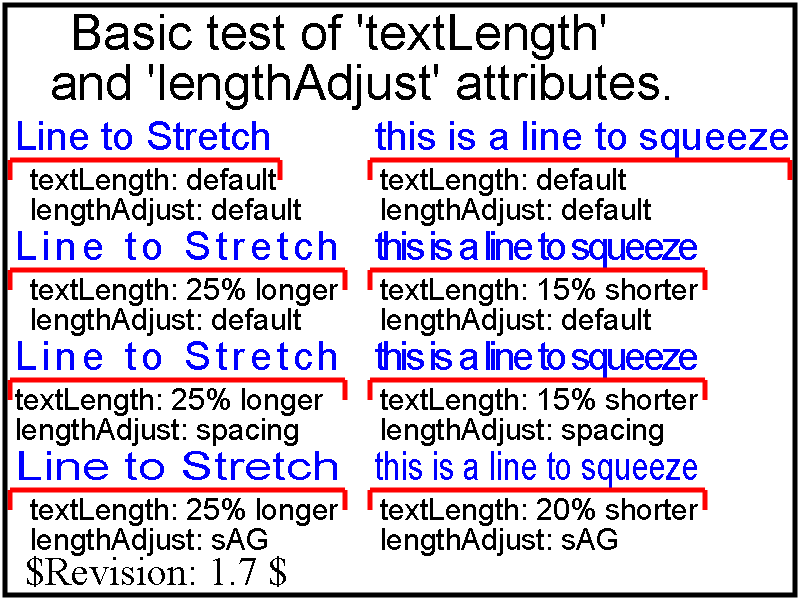 Basic test of 'textLength'
and 'lengthAdjust' attributes.
Line to Stretch
textLength: default
lengthAdjust: default
this is a line to squeeze
textLength: default
lengthAdjust: default
Line to Stretch
textLength: 25% longer
lengthAdjust: default
this is a line to squeeze
textLength: 15% shorter
lengthAdjust: default
Line to Stretch
textLength: 25% longer
lengthAdjust: spacing
this is a line to squeeze
textLength: 15% shorter
lengthAdjust: spacing
Line to Stretch
textLength: 25% longer
lengthAdjust: sAG
this is a line to squeeze
textLength: 20% shorter
lengthAdjust: sAG
$Revision: 1.7 $